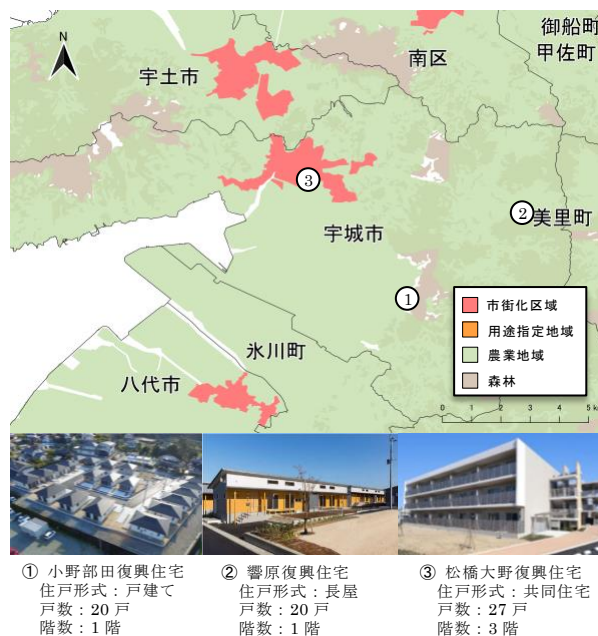 御船町
甲佐町
N
南区
宇土市
③
②
美里町
宇城市
①
市街化区域
用途指定地域
農業地域
森林
氷川町
八代市
0 1 2 3 4 5 km
① 小野部田復興住宅
住戸形式：戸建て
戸数：20 戸
階数：1 階
② 響原復興住宅
住戸形式：長屋
戸数：20 戸
階数：1 階
③ 松橋大野復興住宅
住戸形式：共同住宅
戸数：27 戸
階数：3 階